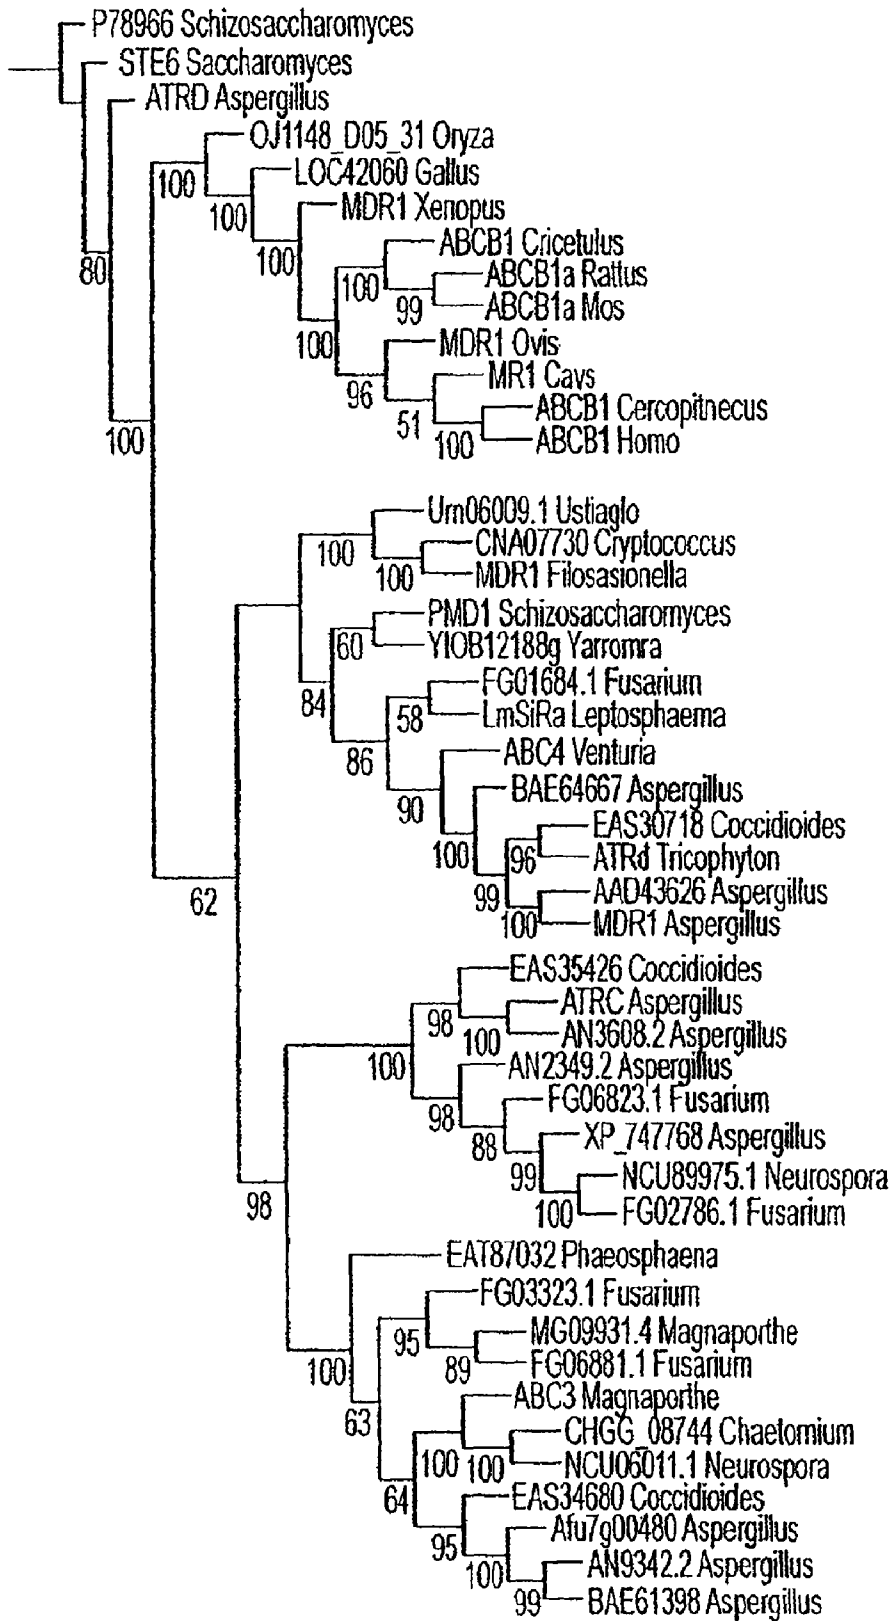 P78966 Schizosaccharomyces
STE6 Saccharomyces
ATRD Aspergillus
OJ1148_D05_31 Oryza
100
LOC42060 Gallus
100
MDR1 Xenopus
100
ABCB1 Cricetulus
80
100
ABCB1a Rattus
99
ABCB1a Mos
100
MDR1 Ovis
96
MR1 Cavs
51
ABCB1 Cercopitnecus
100
100
ABCB1 Homo
Um06009.1 Ustiaglo
100
CNA07730 Cryptococcus
100
MDR1 Filosasionella
PMD1 Schizosaccharomyces
60
YIOB12188g Yarromra
84
FG01684.1 Fusarium
58
LmSiRa Leptosphaema
86
ABC4 Venturia
90
BAE64667 Aspergillus
EAS30718 Coccidioides
100
96
ATRd Tricophyton
62
99
AAD43626 Aspergillus
100
MDR1 Aspergillus
EAS35426 Coccidioides
98
ATRC Aspergillus
100
AN3608.2 Aspergillus
100
AN2349.2 Aspergillus
98
FG06823.1 Fusarium
88
XP_747768 Aspergillus
99
NCU89975.1 Neurospora
98
100
FG02786.1 Fusarium
EAT87032 Phaeosphaena
FG03323.1 Fusarium
95
MG09931.4 Magnaporthe
100
89
FG06881.1 Fusarium
63
ABC3 Magnaporthe
CHGG_08744 Chaetomium
100
100
NCU06011.1 Neurospora
64
EAS34680 Coccidioides
95
Afu7g00480 Aspergillus
100
AN9342.2 Aspergillus
99
BAE61398 Aspergillus